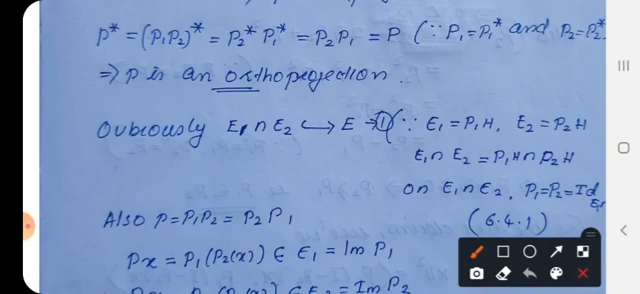 P* = (P₁P₂)* = P₂* P₁* = P₂P₁ = P (∵ P₁=P₁* and P₂=P₂*
⇒ P is an orthoprojection.
Oubviously E₁ ∩ E₂ ↪ E → ① (∵ E₁ = P₁H, E₂ = P₂H
E₁ ∩ E₂ = P₁H ∩ P₂H
on E₁∩E₂, P₁=P₂=Id
(6.4.1)
Also P=P₁P₂ = P₂P₁
Px = P₁(P₂(x)) ∈ E₁ = Im P₁
∈ E₂ = Im P₂